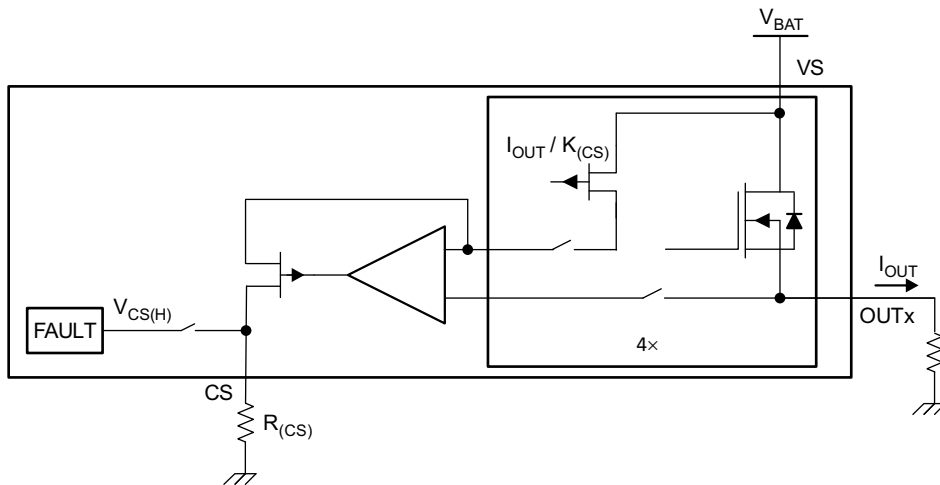 V_BAT
VS
I_OUT / K_(CS)
I_OUT
V_CS(H)
FAULT
OUTx
4×
CS
R_(CS)